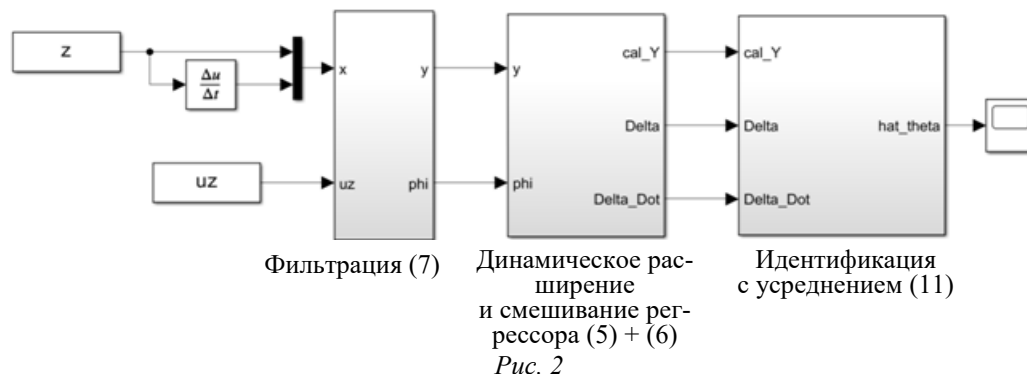 z
Δu
Δt
x
y
uz
phi
uz
y
cal_Y
phi
Delta
Delta_Dot
cal_Y
Delta
hat_theta
Delta_Dot
Фильтрация (7)
Динамическое рас-
ширение
и смешивание рег-
рессора (5) + (6)
Идентификация
с усреднением (11)
Рис. 2